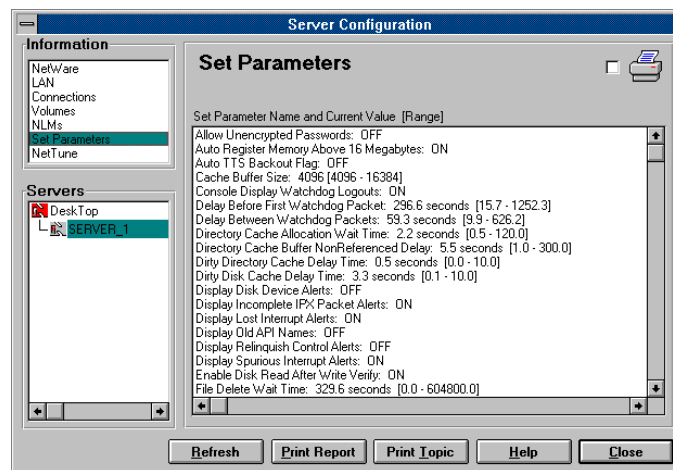 Server Configuration
Information
NetWare
LAN
Connections
Volumes
NLMs
Set Parameters
NetTune
Servers
DeskTop
SERVER_1
Set Parameters
Set Parameter Name and Current Value [Range]
Allow Unencrypted Passwords: OFF
Auto Register Memory Above 16 Megabytes: ON
Auto TTS Backout Flag: OFF
Cache Buffer Size: 4096 [4096 - 16384]
Console Display Watchdog Logouts: ON
Delay Before First Watchdog Packet: 296.6 seconds [15.7 - 1252.3]
Delay Between Watchdog Packets: 59.3 seconds [9.9 - 626.2]
Directory Cache Allocation Wait Time: 2.2 seconds [0.5 - 120.0]
Directory Cache Buffer NonReferenced Delay: 5.5 seconds [1.0 - 300.0]
Dirty Directory Cache Delay Time: 0.5 seconds [0.0 - 10.0]
Dirty Disk Cache Delay Time: 3.3 seconds [0.1 - 10.0]
Display Disk Device Alerts: OFF
Display Incomplete IPX Packet Alerts: ON
Display Lost Interrupt Alerts: ON
Display Old API Names: OFF
Display Relinquish Control Alerts: OFF
Display Spurious Interrupt Alerts: ON
Enable Disk Read After Write Verify: ON
File Delete Wait Time: 329.6 seconds [0.0 - 604800.0]
Refresh
Print Report
Print Topic
Help
Close